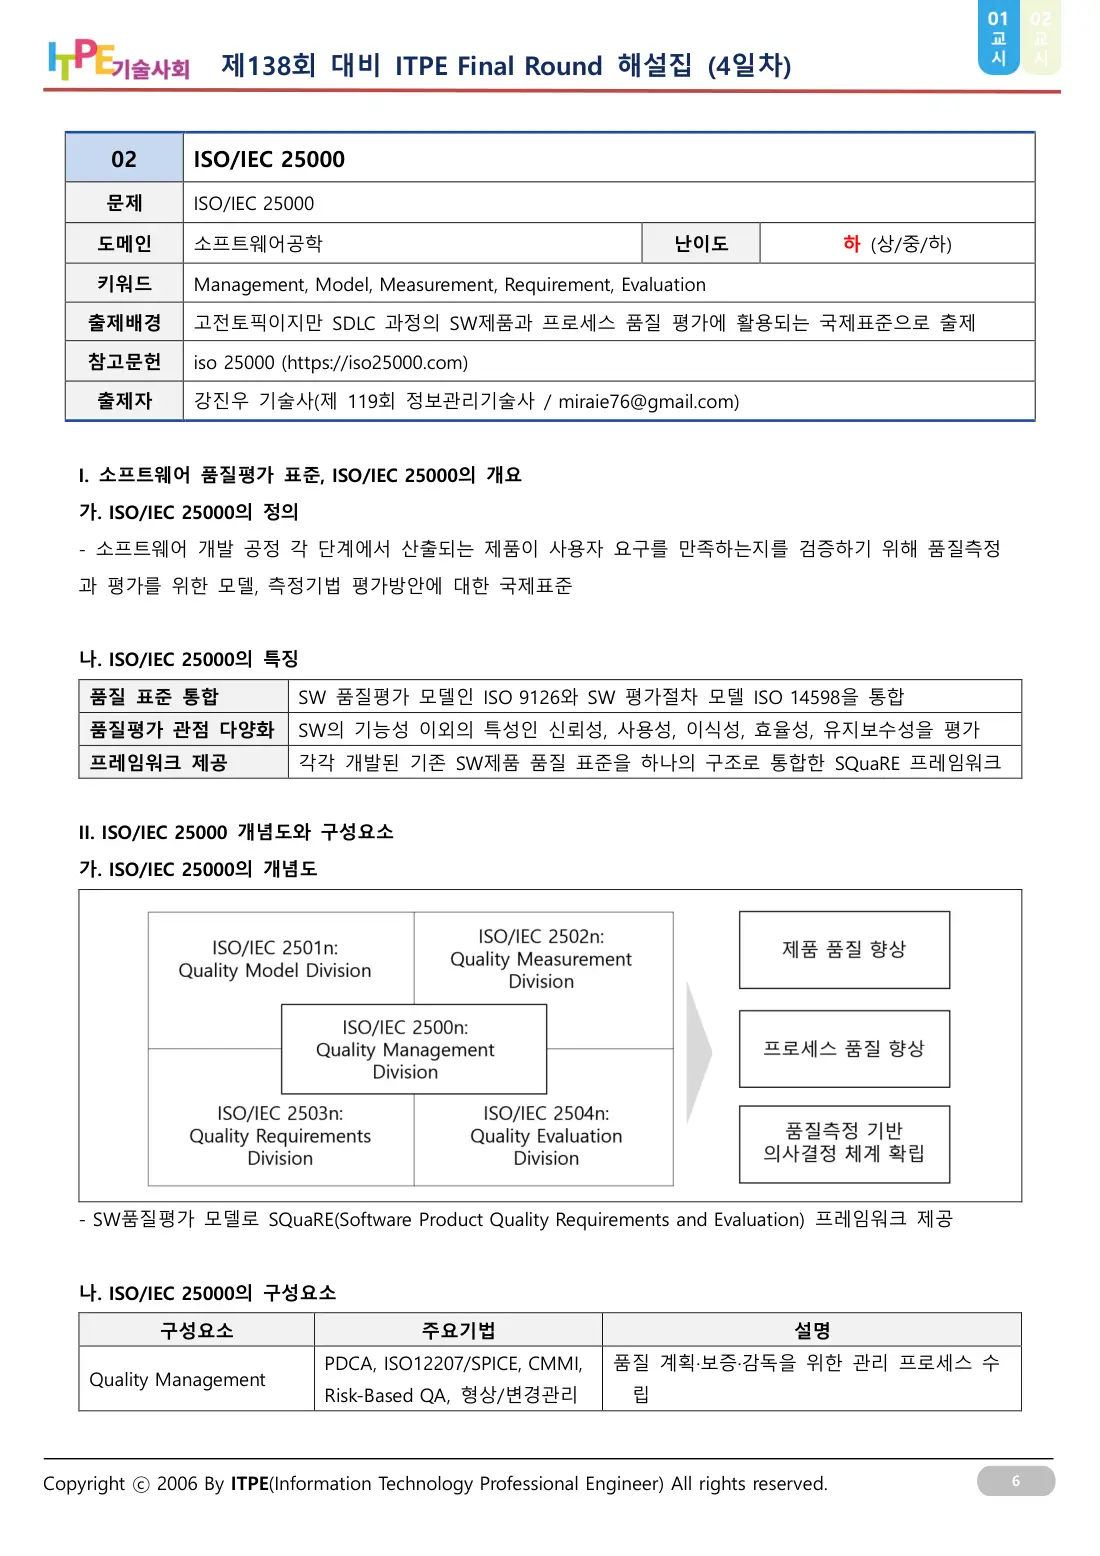 01
교
시
02
교
시
ITPE기술사회
제138회 대비 ITPE Final Round 해설집 (4일차)
02 ISO/IEC 25000
문제 ISO/IEC 25000
도메인 소프트웨어공학 난이도 하 (상/중/하)
키워드 Management, Model, Measurement, Requirement, Evaluation
출제배경 고전토픽이지만 SDLC 과정의 SW제품과 프로세스 품질 평가에 활용되는 국제표준으로 출제
참고문헌 iso 25000 (https://iso25000.com)
출제자 강진우 기술사(제 119회 정보관리기술사 / miraie76@gmail.com)
I. 소프트웨어 품질평가 표준, ISO/IEC 25000의 개요
가. ISO/IEC 25000의 정의
- 소프트웨어 개발 공정 각 단계에서 산출되는 제품이 사용자 요구를 만족하는지를 검증하기 위해 품질측정
과 평가를 위한 모델, 측정기법 평가방안에 대한 국제표준
나. ISO/IEC 25000의 특징
품질 표준 통합 SW 품질평가 모델인 ISO 9126와 SW 평가절차 모델 ISO 14598을 통합
품질평가 관점 다양화 SW의 기능성 이외의 특성인 신뢰성, 사용성, 이식성, 효율성, 유지보수성을 평가
프레임워크 제공 각각 개발된 기존 SW제품 품질 표준을 하나의 구조로 통합한 SQuaRE 프레임워크
II. ISO/IEC 25000 개념도와 구성요소
가. ISO/IEC 25000의 개념도
ISO/IEC 2501n:
Quality Model Division
ISO/IEC 2502n:
Quality Measurement
Division
ISO/IEC 2500n:
Quality Management
Division
ISO/IEC 2503n:
Quality Requirements
Division
ISO/IEC 2504n:
Quality Evaluation
Division
제품 품질 향상
프로세스 품질 향상
품질측정 기반
의사결정 체계 확립
- SW품질평가 모델로 SQuaRE(Software Product Quality Requirements and Evaluation) 프레임워크 제공
나. ISO/IEC 25000의 구성요소
구성요소 주요기법 설명
Quality Management
PDCA, ISO12207/SPICE, CMMI,
Risk-Based QA, 형상/변경관리
품질 계획·보증·감독을 위한 관리 프로세스 수
립
Copyright ⓒ 2006 By ITPE(Information Technology Professional Engineer) All rights reserved.
6